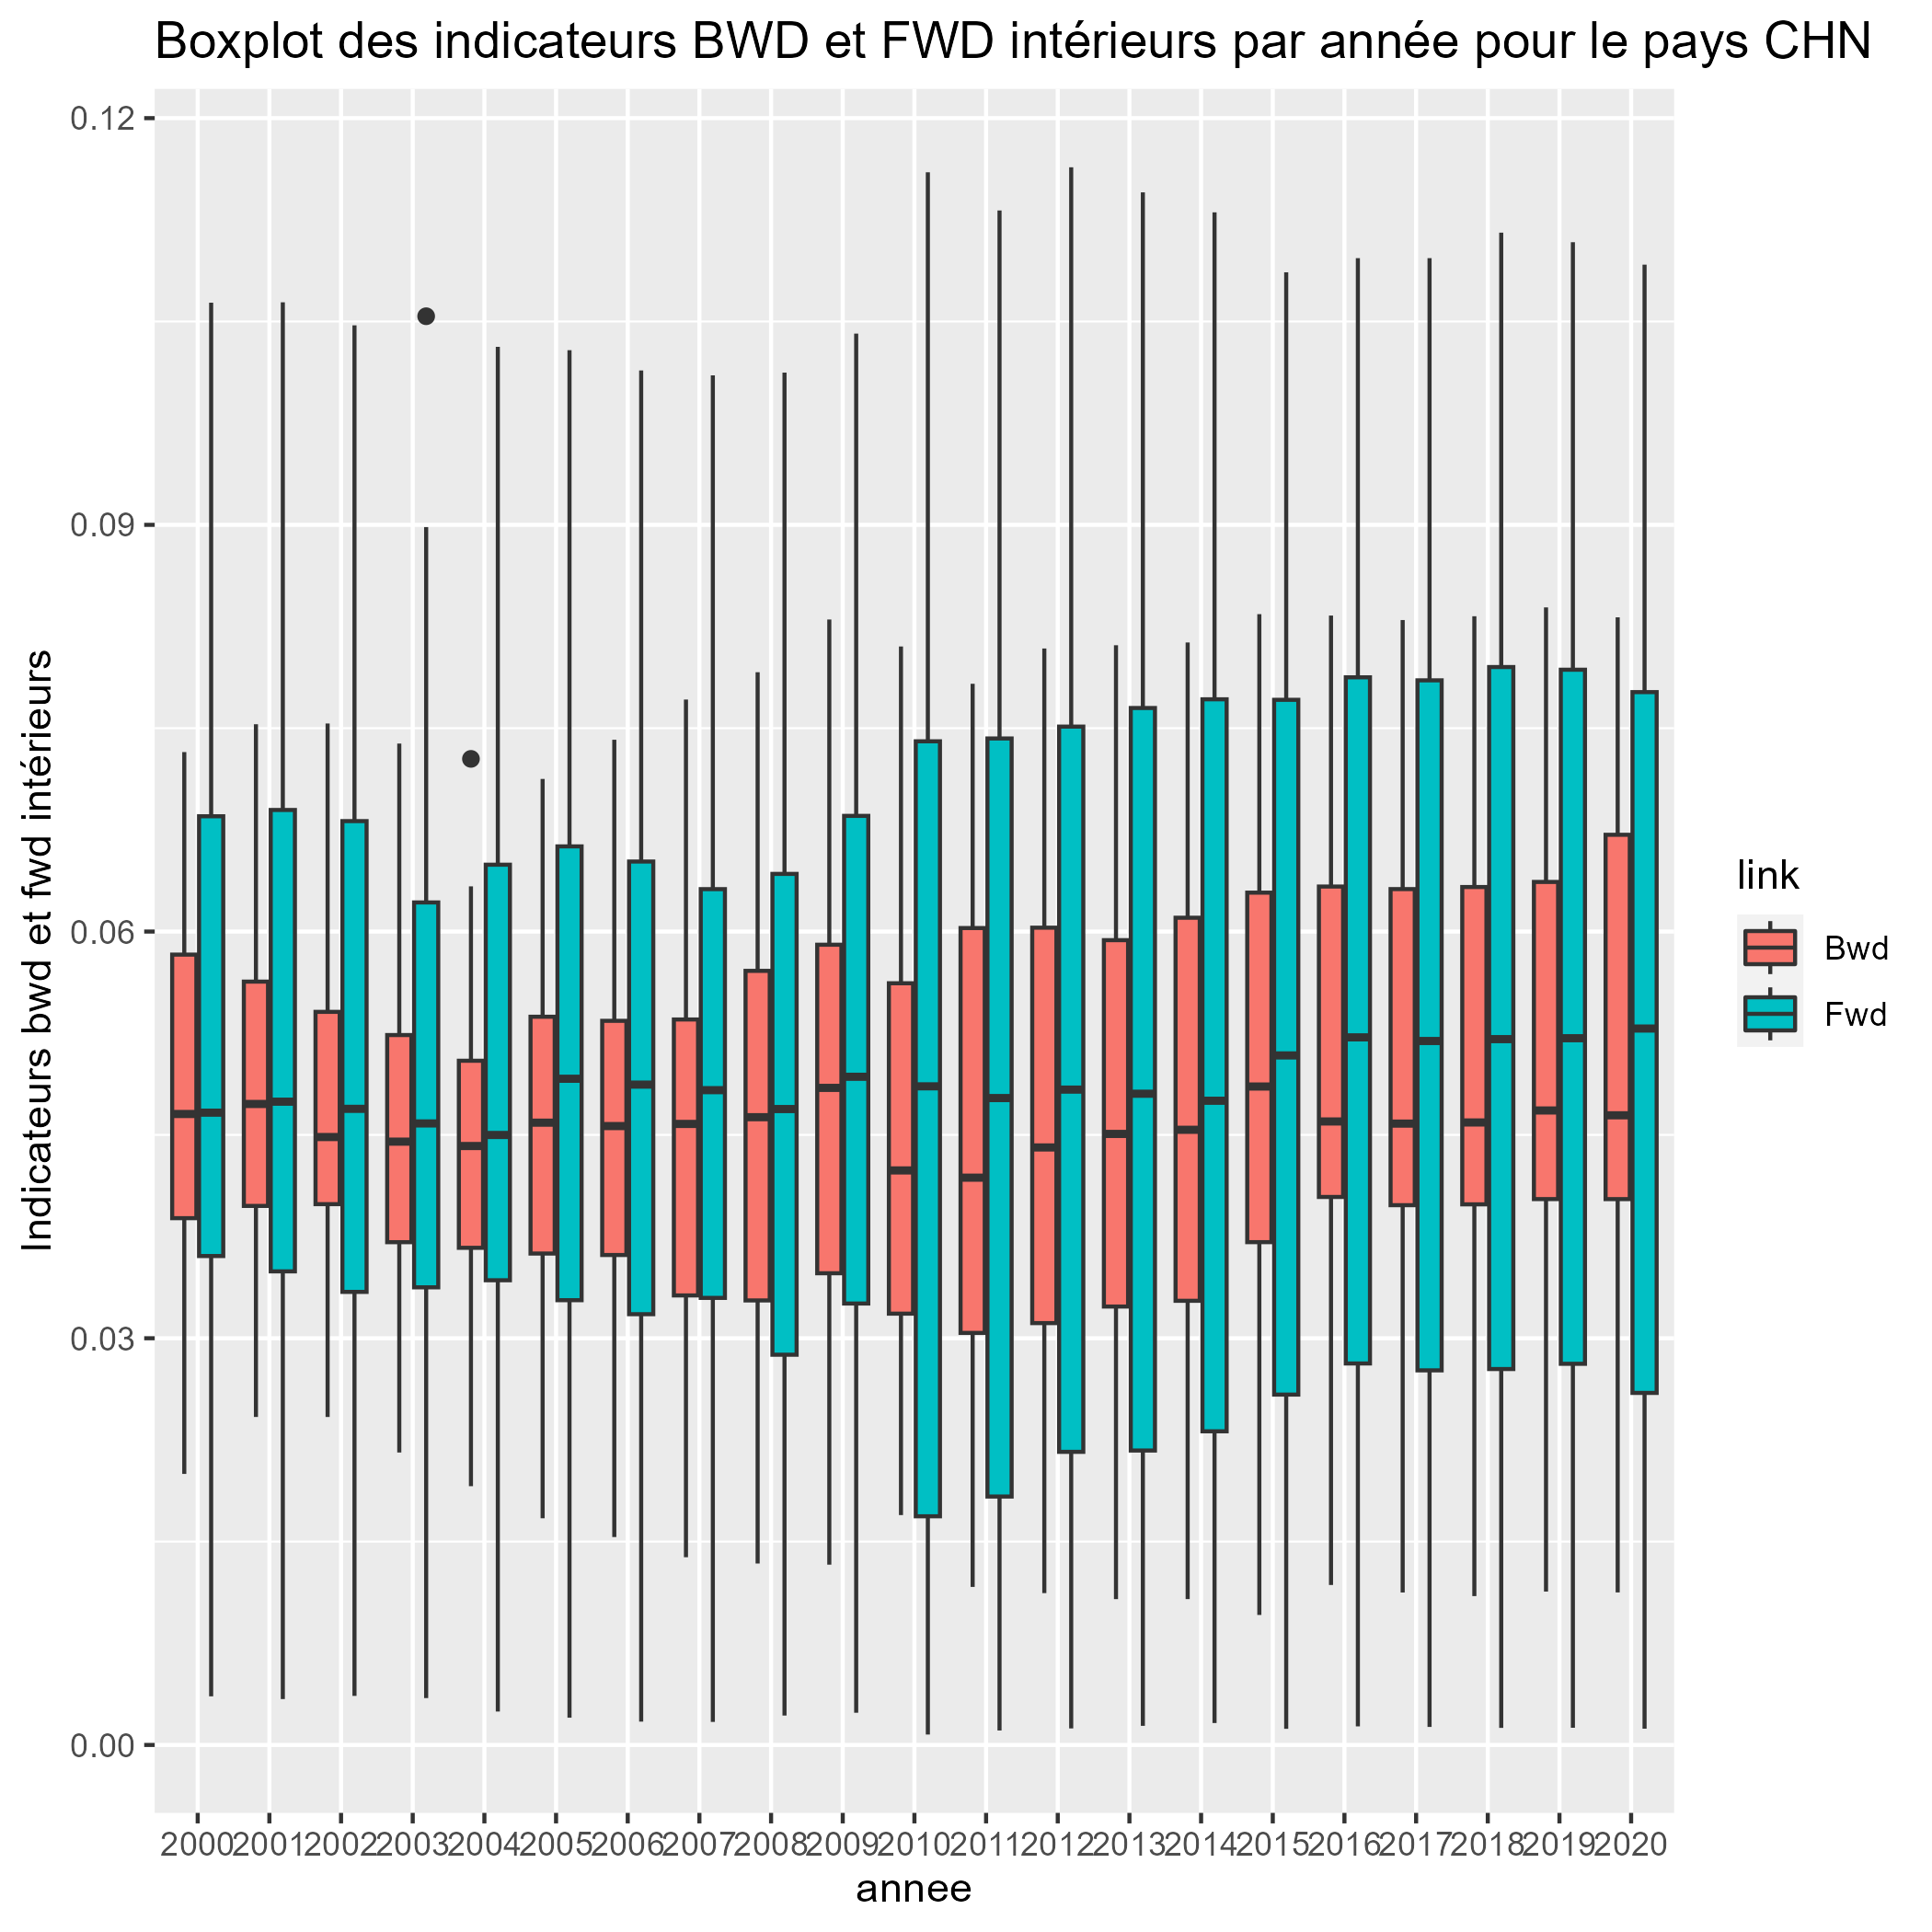 Boxplot des indicateurs BWD et FWD intérieurs par année pour le pays CHN
0.12
0.09
0.06
0.03
0.00
Indicateurs bwd et fwd intérieurs
2000 2001 2002 2003 2004 2005 2006 2007 2008 2009 2010 2011 2012 2013 2014 2015 2016 2017 2018 2019 2020
annee
link
Bwd
Fwd